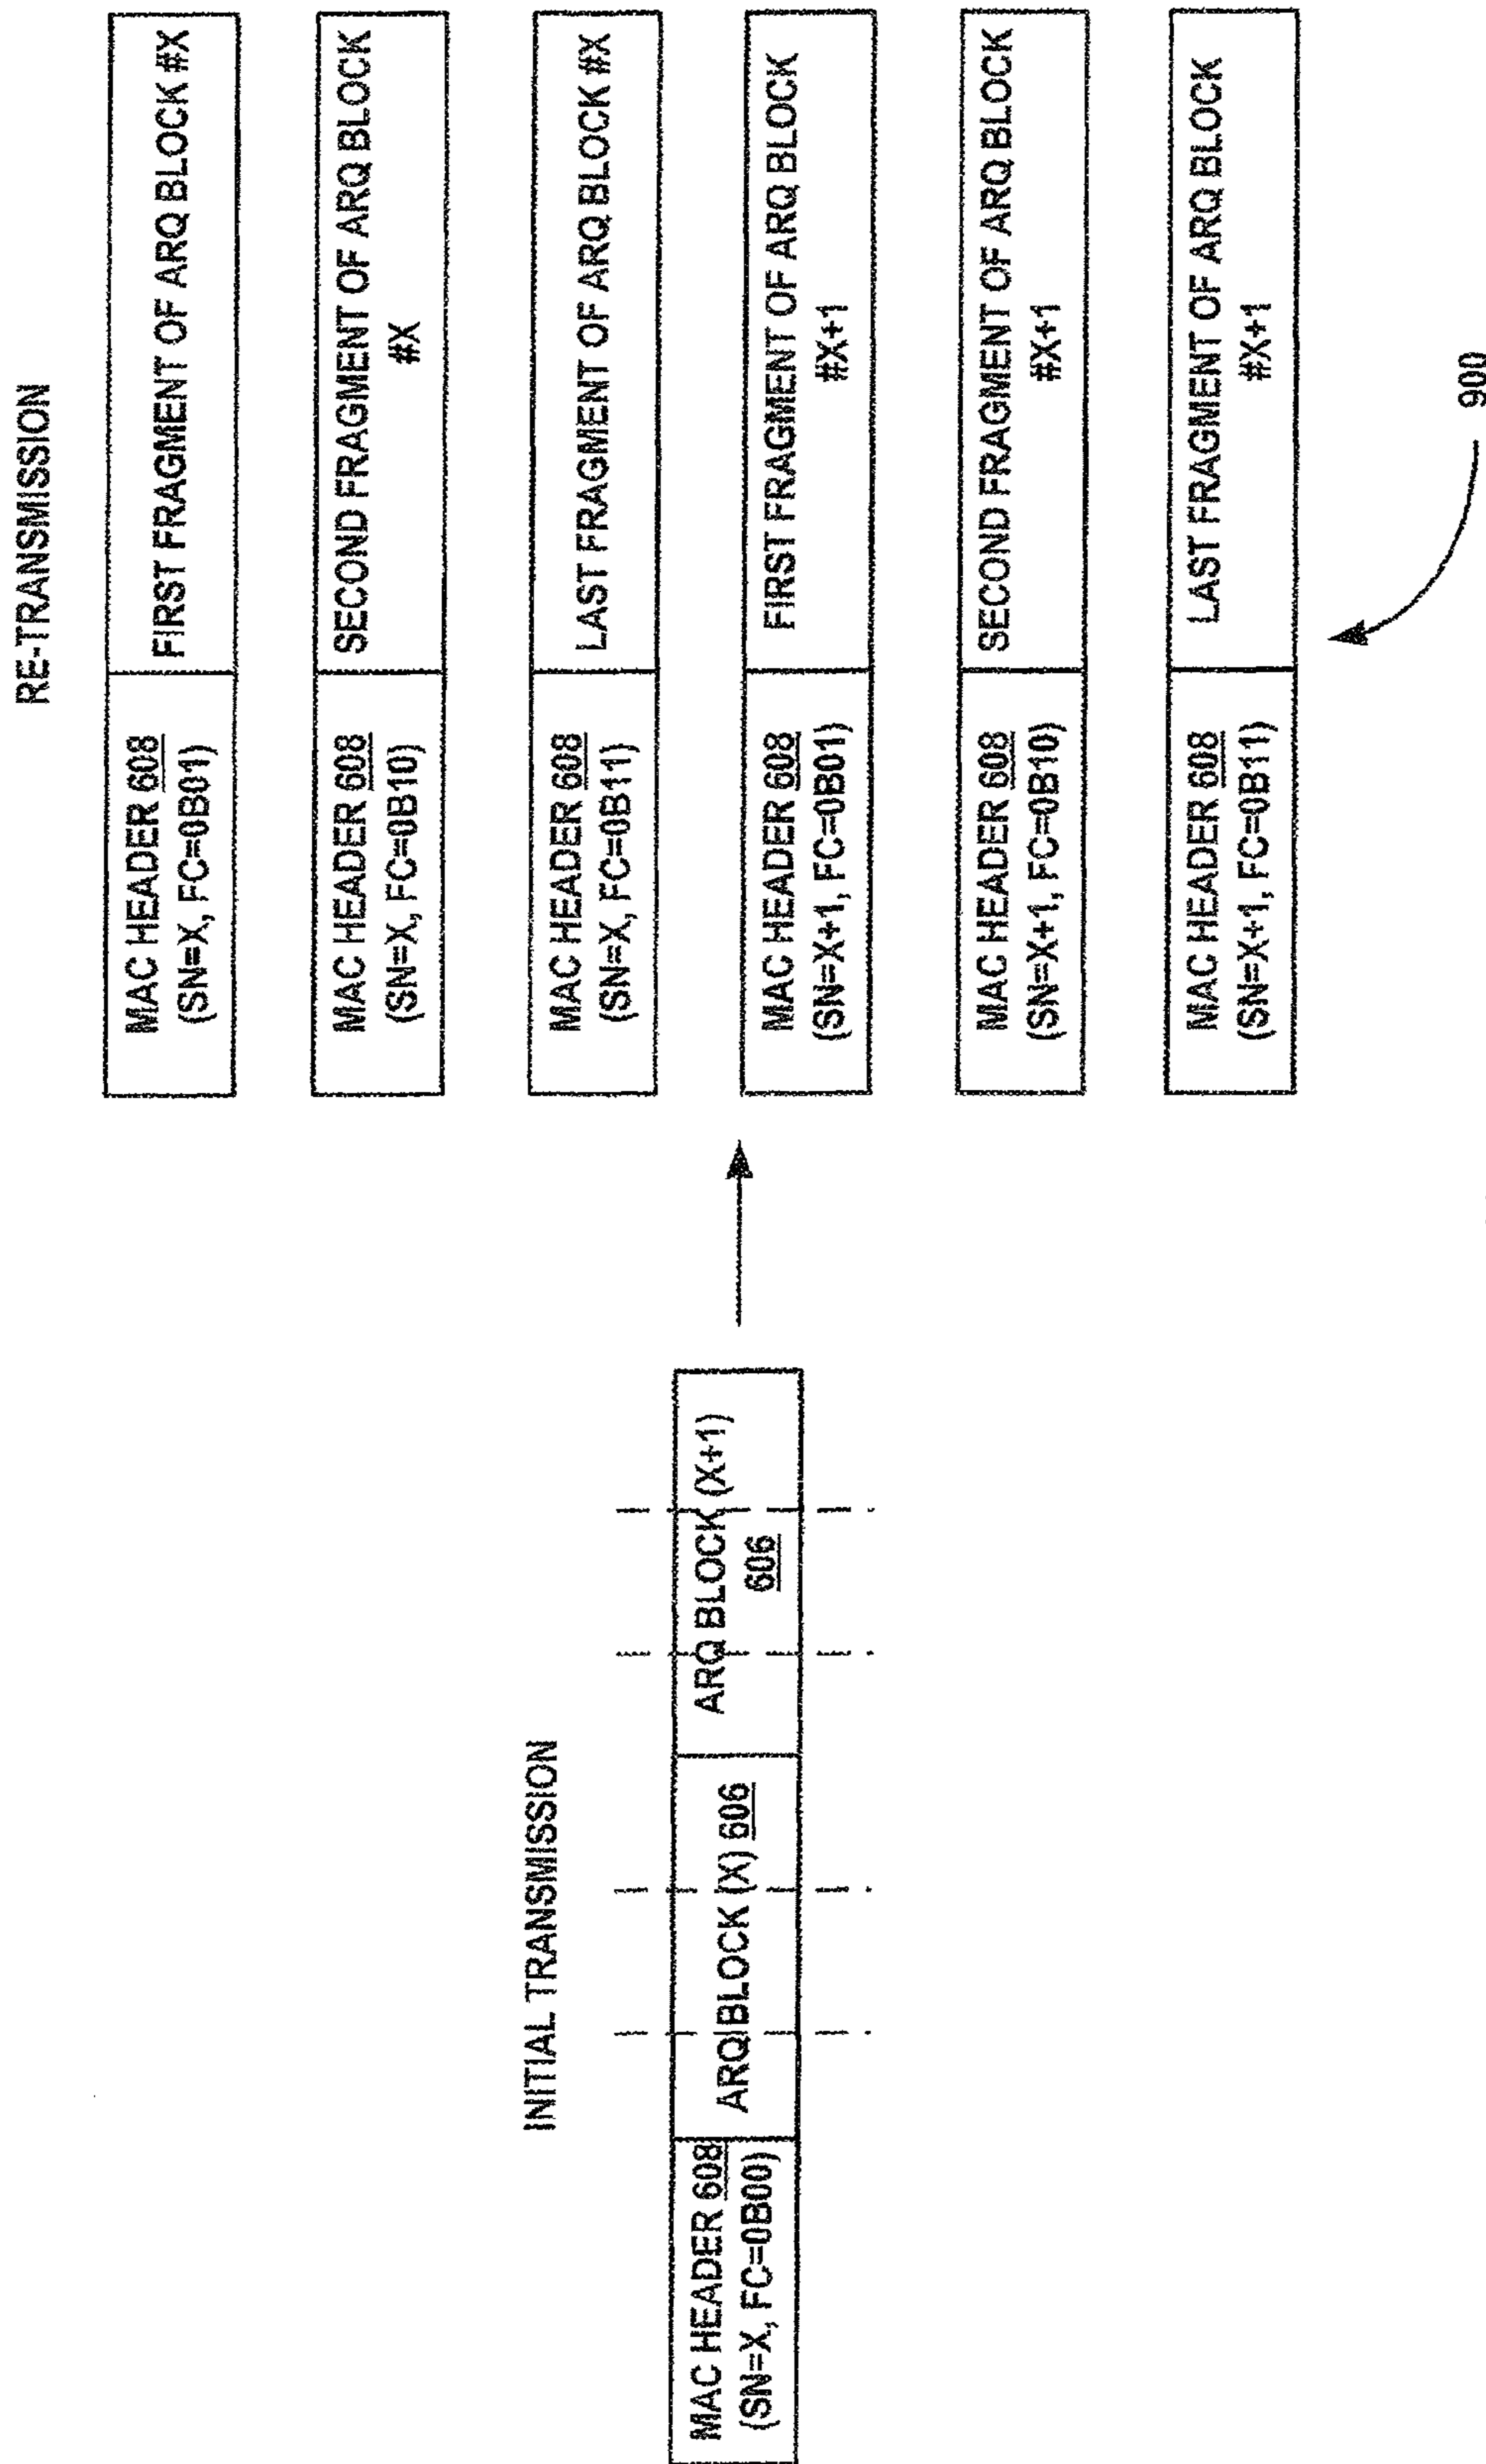 INITIAL TRANSMISSION
MAC HEADER 608
(SN=X, FC=0B00)
ARQ BLOCK (X) 606
ARQ BLOCK (X+1)
606
RE-TRANSMISSION
MAC HEADER 608
(SN=X, FC=0B01)
FIRST FRAGMENT OF ARQ BLOCK #X
MAC HEADER 608
(SN=X, FC=0B10)
SECOND FRAGMENT OF ARQ BLOCK
#X
MAC HEADER 608
(SN=X, FC=0B11)
LAST FRAGMENT OF ARQ BLOCK #X
MAC HEADER 608
(SN=X+1, FC=0B01)
FIRST FRAGMENT OF ARQ BLOCK
#X+1
MAC HEADER 608
(SN=X+1, FC=0B10)
SECOND FRAGMENT OF ARQ BLOCK
#X+1
MAC HEADER 608
(SN=X+1, FC=0B11)
LAST FRAGMENT OF ARQ BLOCK
#X+1
900